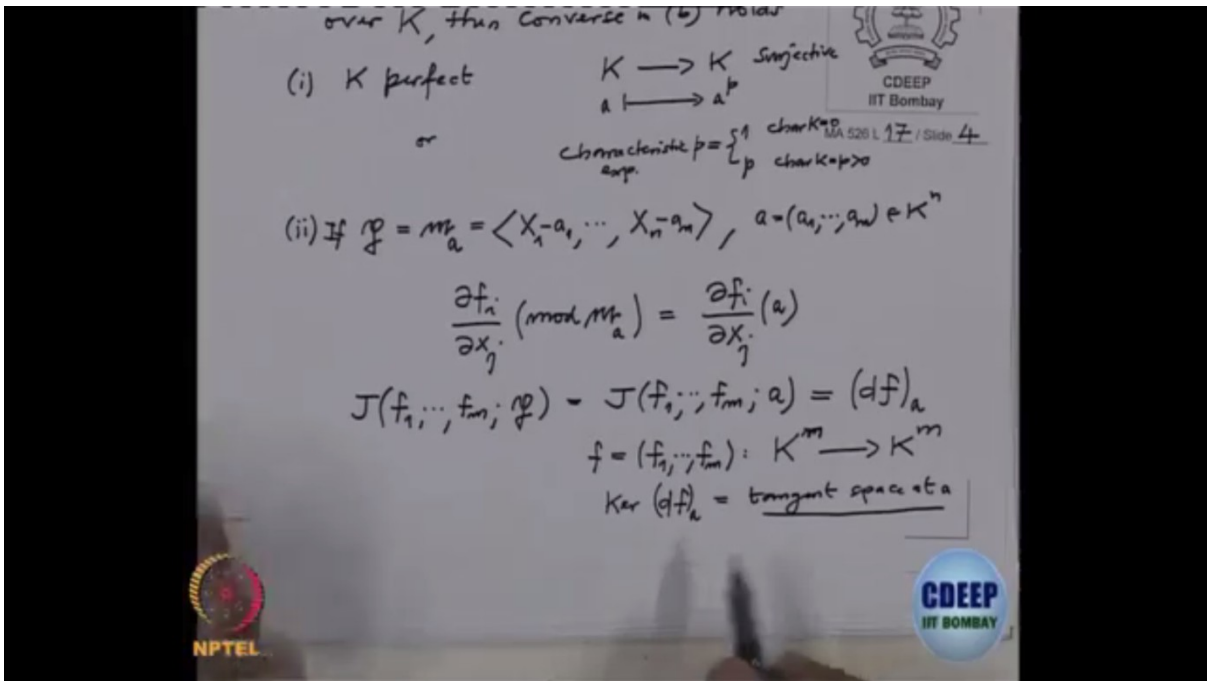 over K, then Converse in (b) holds
(i) K perfect K ⟶ K Surjective
a ⟼ a^p
CDEEP
IIT Bombay
MA 526 L 17 / Slide 4
or
characteristic p = { 1 char K=0
exp. p char K=p>0
(ii) If 𝔭 = 𝔪_a = ⟨X_1-a_1, ..., X_n-a_n⟩, a=(a_1,...,a_n) ∈ K^n
∂f_i/∂X_j (mod 𝔪_a) = ∂f_i/∂X_j (a)
J(f_1,...,f_m; 𝔭) = J(f_1,...,f_m; a) = (df)_a
f = (f_1,...,f_m): K^m ⟶ K^m
Ker (df)_a = tangent space at a
NPTEL
CDEEP
IIT BOMBAY